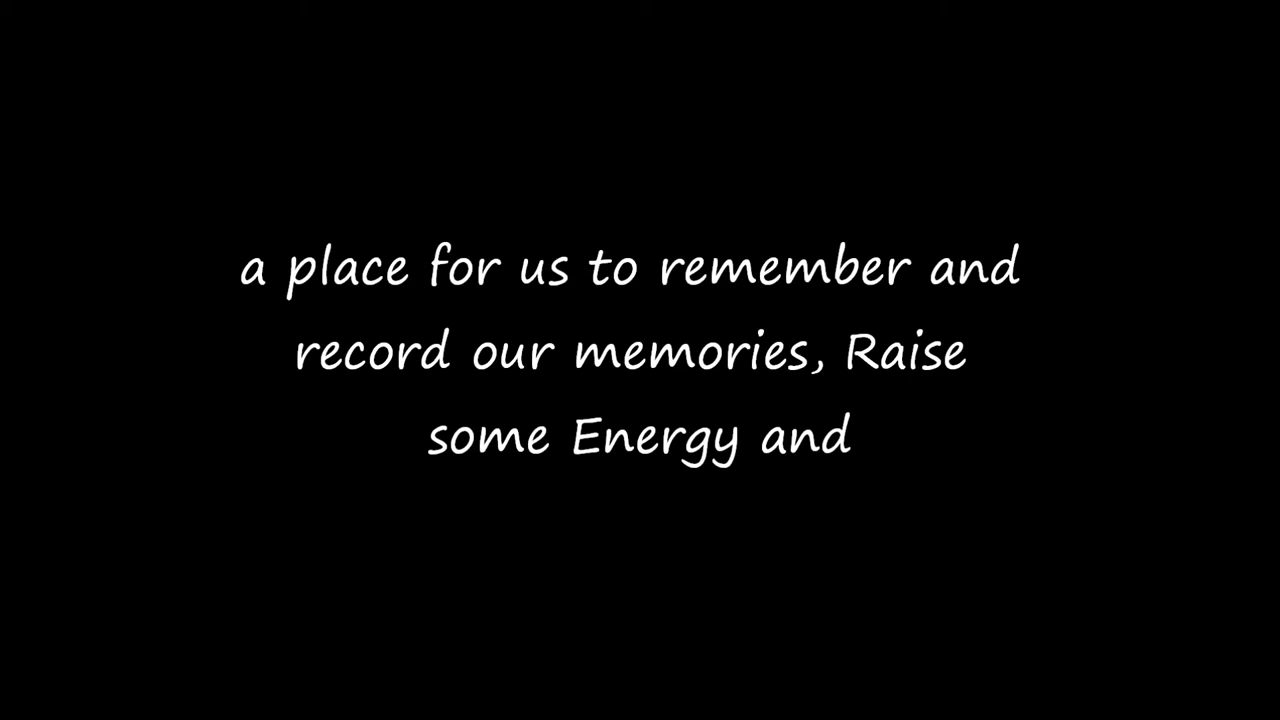 a place for us to remember and
record our memories, Raise
some Energy and